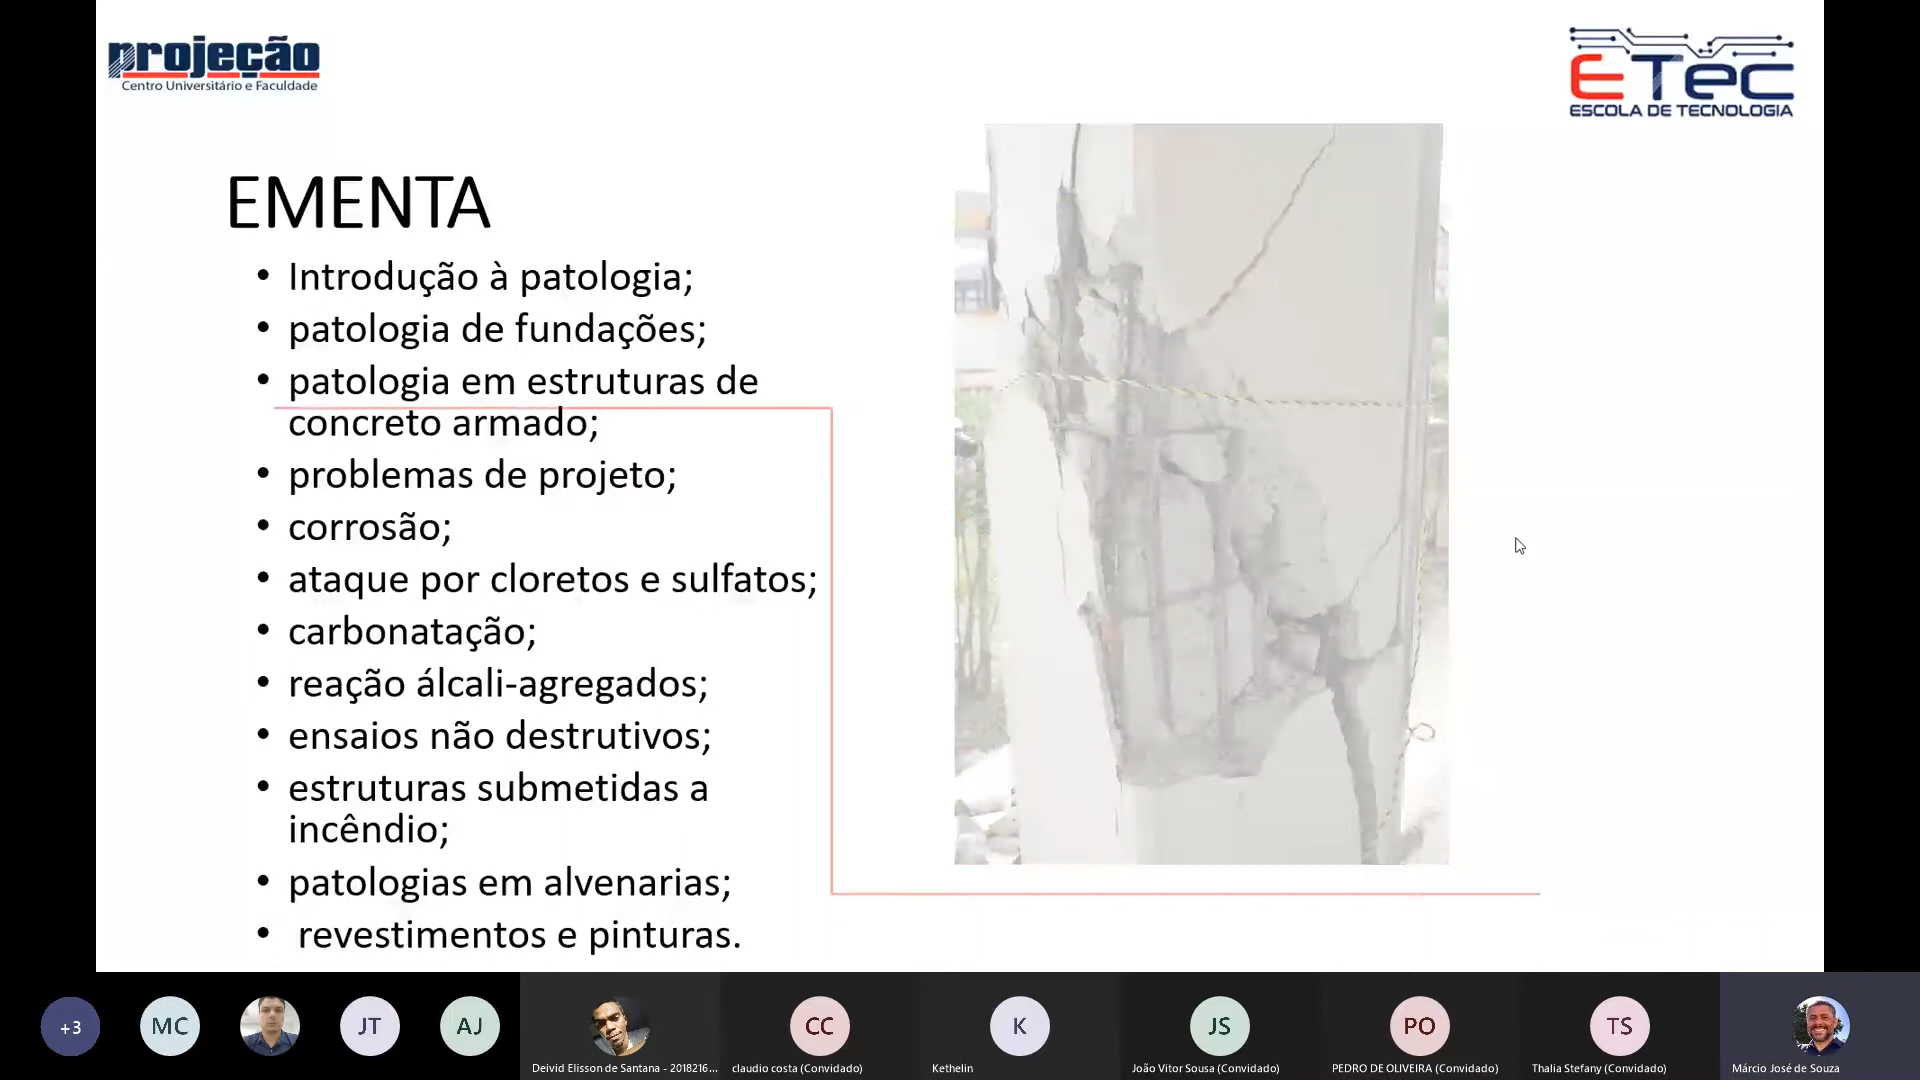 projeção
Centro Universitário e Faculdade
ETec
ESCOLA DE TECNOLOGIA
EMENTA
• Introdução à patologia;
• patologia de fundações;
• patologia em estruturas de
concreto armado;
• problemas de projeto;
• corrosão;
• ataque por cloretos e sulfatos;
• carbonatação;
• reação álcali-agregados;
• ensaios não destrutivos;
• estruturas submetidas a
incêndio;
• patologias em alvenarias;
• revestimentos e pinturas.
+3
MC
JT
AJ
CC
K
JS
PO
TS
Deivid Elisson de Santana - 2018216...
claudio costa (Convidado)
Kethelin
João Vitor Sousa (Convidado)
PEDRO DE OLIVEIRA (Convidado)
Thalia Stefany (Convidado)
Márcio José de Souza